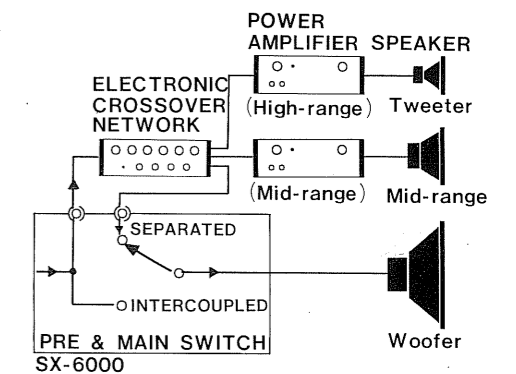 POWER
AMPLIFIER SPEAKER
ELECTRONIC
CROSSOVER
NETWORK
(High-range) Tweeter
(Mid-range) Mid-range
SEPARATED
INTERCOUPLED
PRE & MAIN SWITCH
Woofer
SX-6000